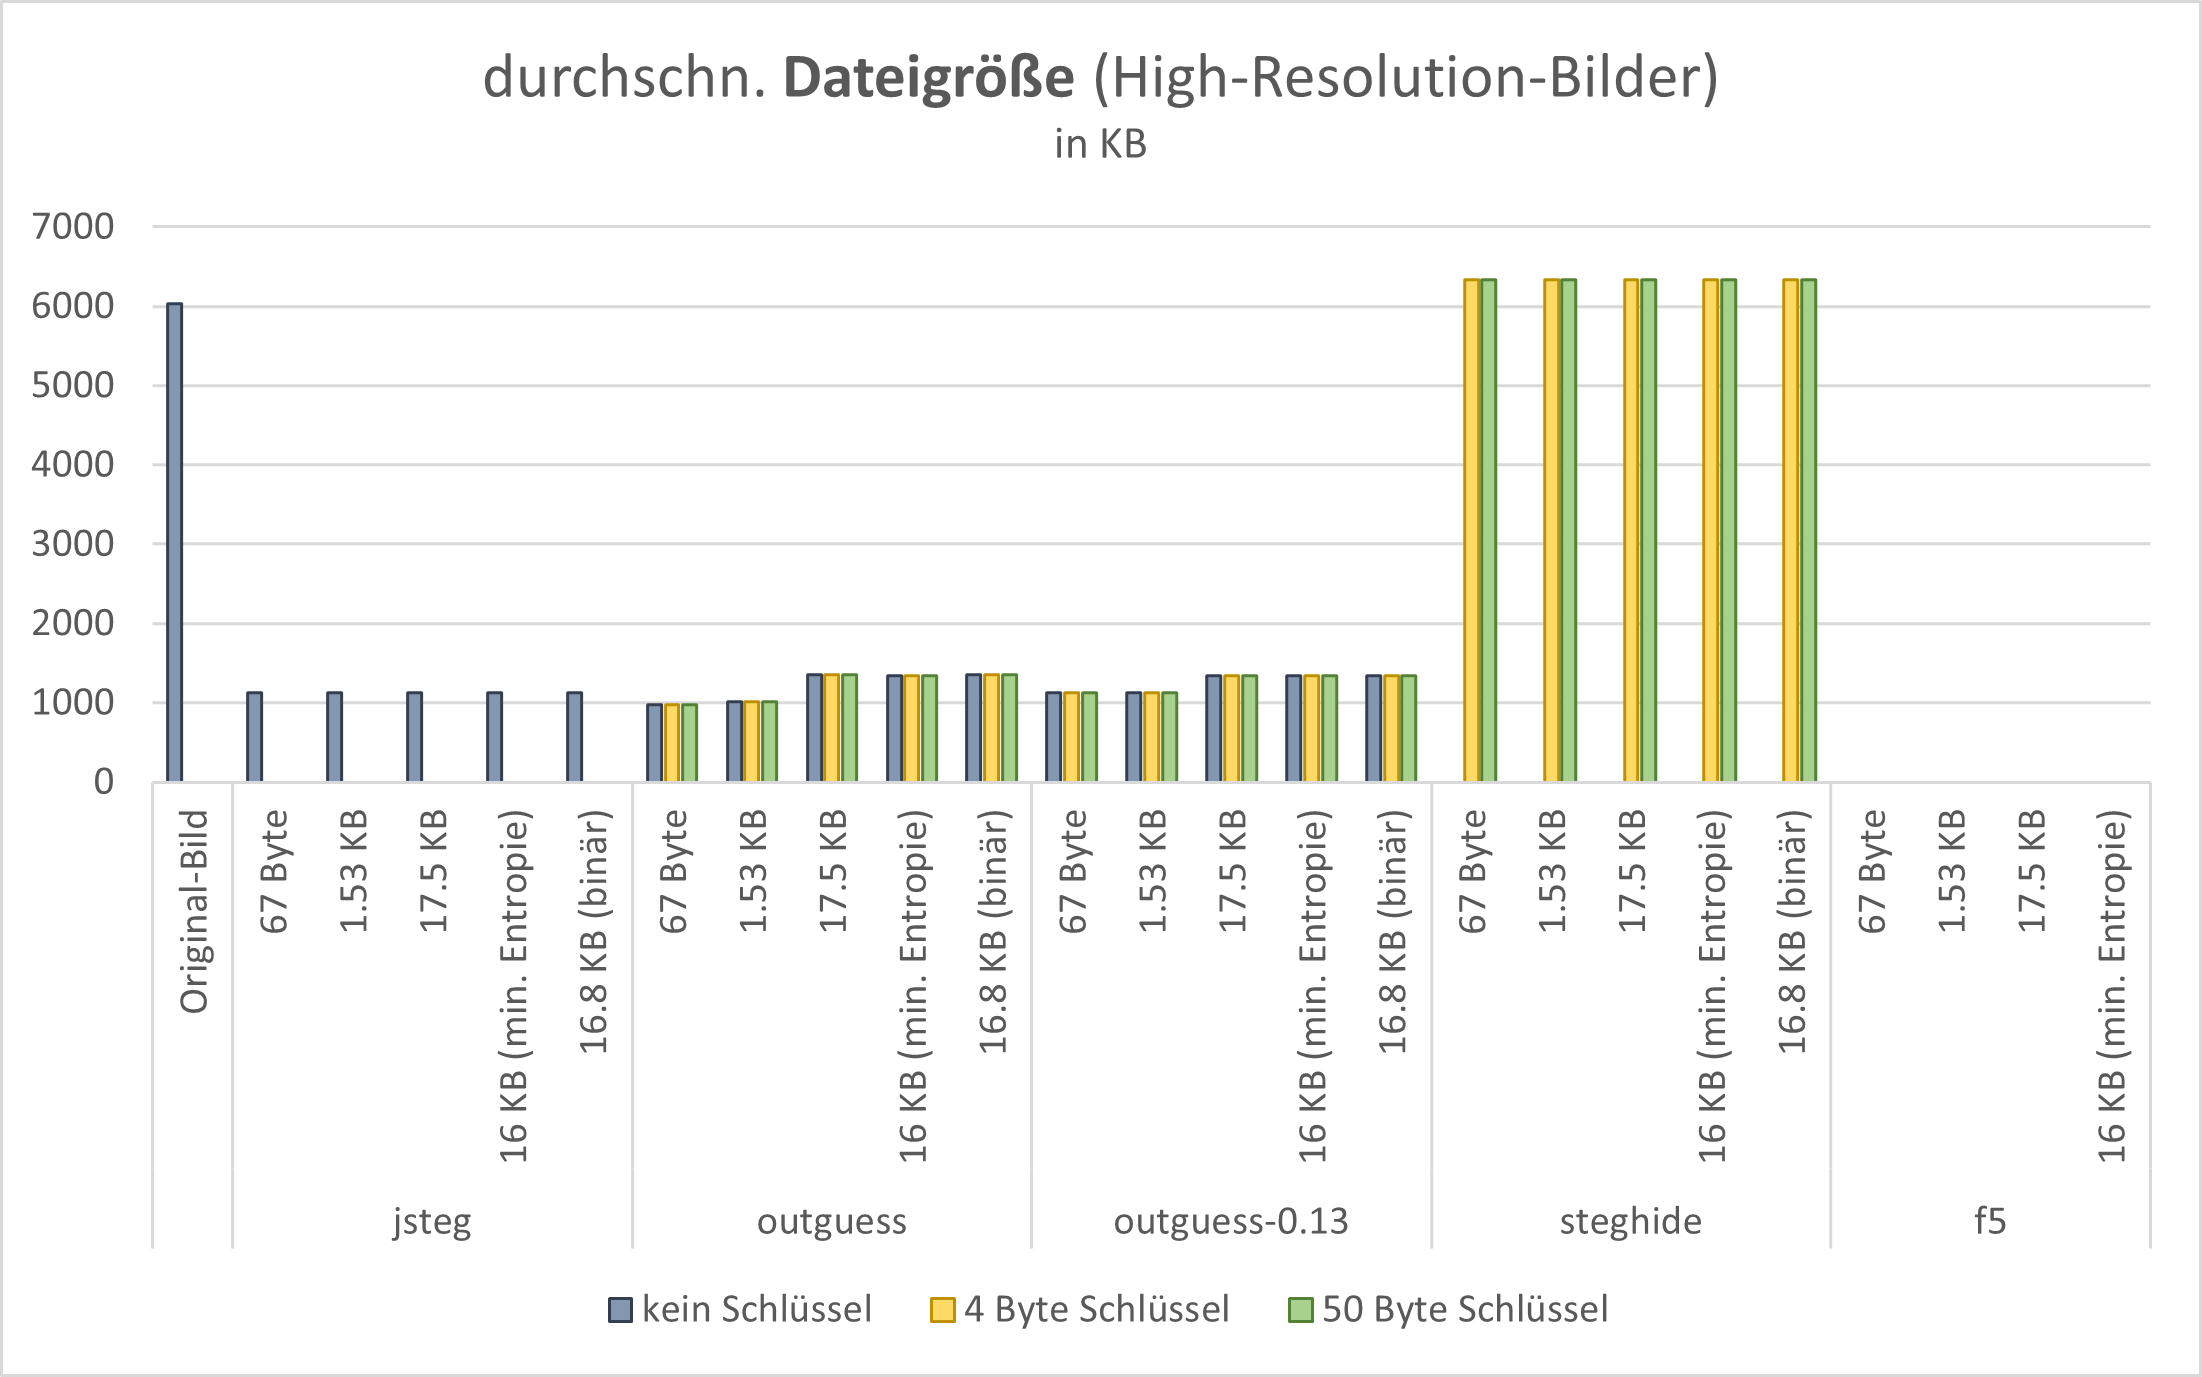 durchschn. Dateigröße (High-Resolution-Bilder)
in KB
7000
6000
5000
4000
3000
2000
1000
0
Original-Bild
67 Byte
1.53 KB
17.5 KB
16 KB (min. Entropie)
16.8 KB (binär)
67 Byte
1.53 KB
17.5 KB
16 KB (min. Entropie)
16.8 KB (binär)
67 Byte
1.53 KB
17.5 KB
16 KB (min. Entropie)
16.8 KB (binär)
67 Byte
1.53 KB
17.5 KB
16 KB (min. Entropie)
16.8 KB (binär)
67 Byte
1.53 KB
17.5 KB
16 KB (min. Entropie)
jsteg
outguess
outguess-0.13
steghide
f5
kein Schlüssel
4 Byte Schlüssel
50 Byte Schlüssel